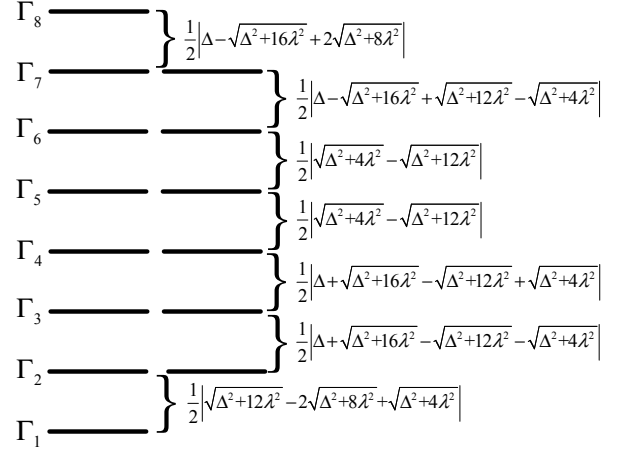 Γ₈
½|Δ−√(Δ²+16λ²)+2√(Δ²+8λ²)|
Γ₇
½|Δ−√(Δ²+16λ²)+√(Δ²+12λ²)−√(Δ²+4λ²)|
Γ₆
½|√(Δ²+4λ²)−√(Δ²+12λ²)|
Γ₅
½|√(Δ²+4λ²)−√(Δ²+12λ²)|
Γ₄
½|Δ+√(Δ²+16λ²)−√(Δ²+12λ²)+√(Δ²+4λ²)|
Γ₃
½|Δ+√(Δ²+16λ²)−√(Δ²+12λ²)−√(Δ²+4λ²)|
Γ₂
½|√(Δ²+12λ²)−2√(Δ²+8λ²)+√(Δ²+4λ²)|
Γ₁